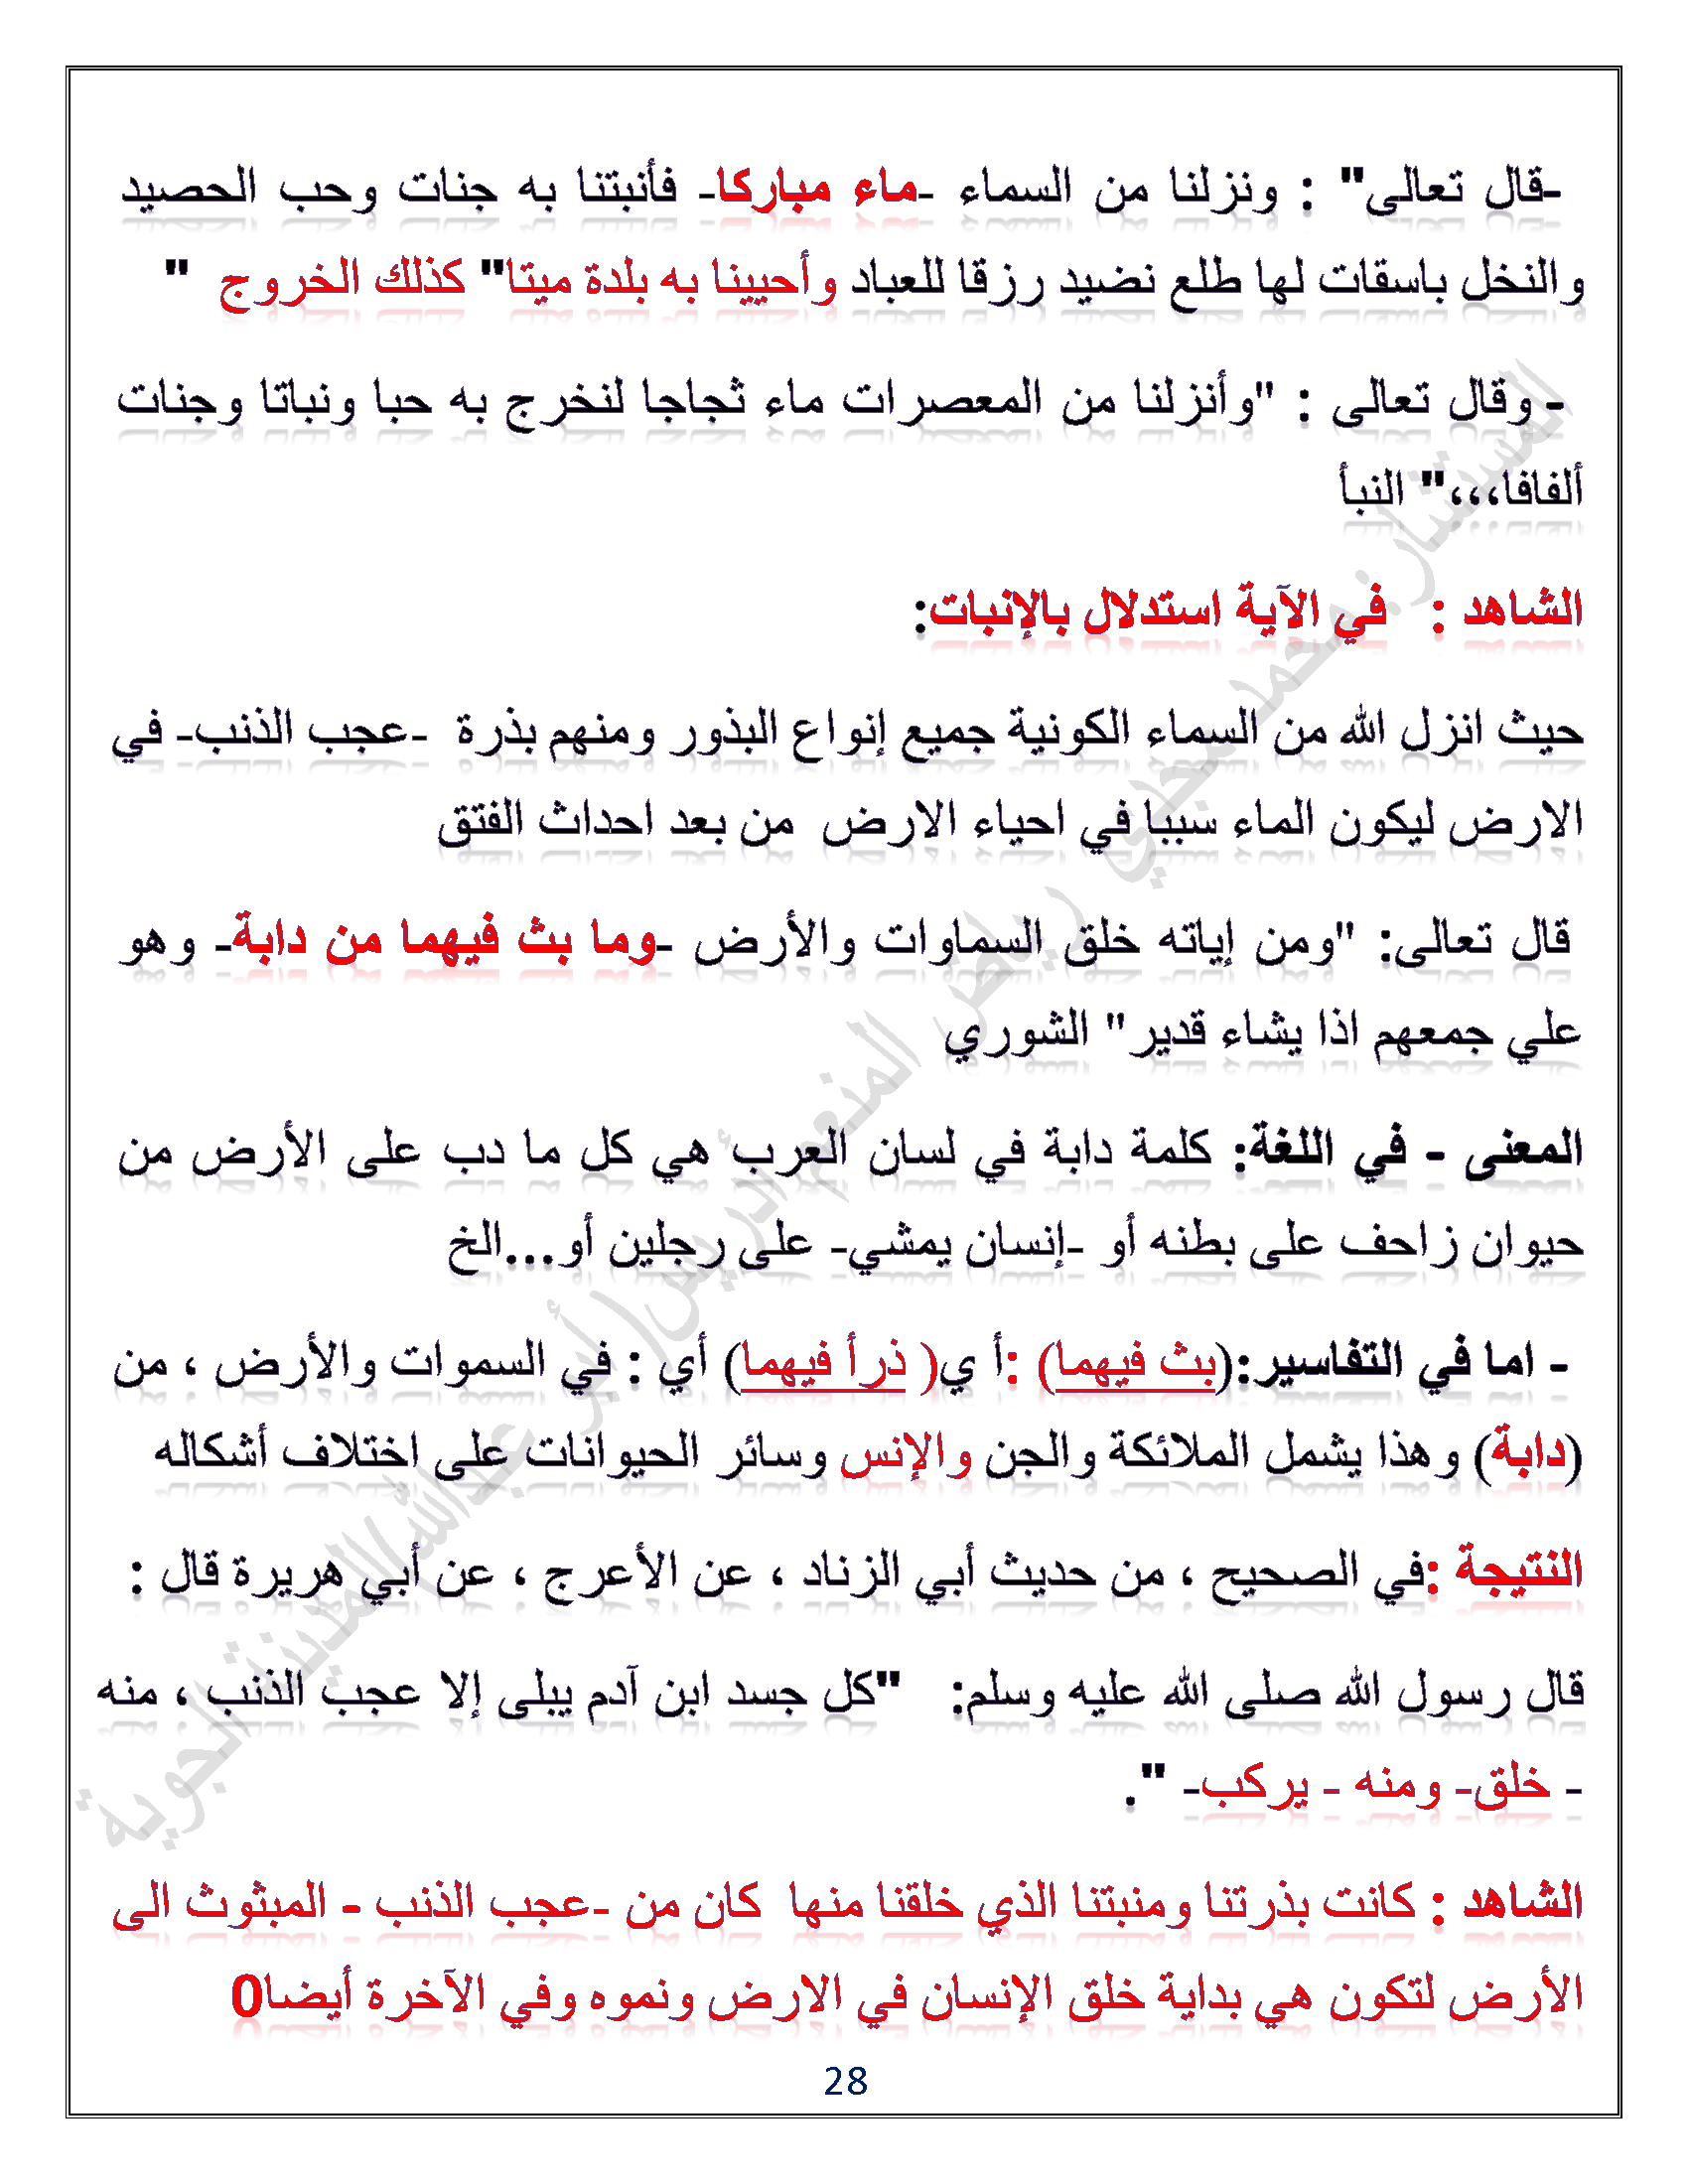 -قال تعالى" : ونزلنا من السماء -ماء مباركا- فأنبتنا به جنات وحب الحصيد
والنخل باسقات لها طلع نضيد رزقا للعباد وأحيينا به بلدة ميتا" كذلك الخروج "
- وقال تعالى : "وأنزلنا من المعصرات ماء ثجاجا لنخرج به حبا ونباتا وجنات
ألفافا،،،" النبأ
الشاهد : في الآية استدلال بالإنبات:
حيث انزل الله من السماء الكونية جميع إنواع البذور ومنهم بذرة -عجب الذنب- في
الارض ليكون الماء سببا في احياء الارض من بعد احداث الفتق
قال تعالى: "ومن إياته خلق السماوات والأرض -وما بث فيهما من دابة- وهو
علي جمعهم اذا يشاء قدير" الشوري
المعنى - في اللغة: كلمة دابة في لسان العرب هي كل ما دب على الأرض من
حيوان زاحف على بطنه أو -إنسان يمشي- على رجلين أو...الخ
- اما في التفاسير:(بث فيهما) :أ ي( ذرأ فيهما) أي : في السموات والأرض ، من
(دابة) وهذا يشمل الملائكة والجن والإنس وسائر الحيوانات على اختلاف أشكاله
النتيجة :في الصحيح ، من حديث أبي الزناد ، عن الأعرج ، عن أبي هريرة قال :
قال رسول الله صلى الله عليه وسلم: "كل جسد ابن آدم يبلى إلا عجب الذنب ، منه
- خلق- ومنه - يركب- ".
الشاهد : كانت بذرتنا ومنبتنا الذي خلقنا منها كان من -عجب الذنب - المبثوث الى
الأرض لتكون هي بداية خلق الإنسان في الارض ونموه وفي الآخرة أيضا0
28
المستشار: محمد مجدي رياض المنعم أدريس/ أبر عبدالله/المدينة الجوية